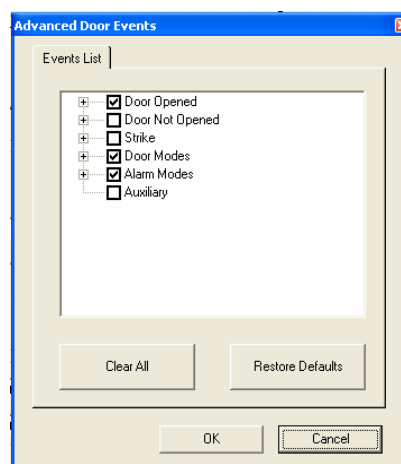 Advanced Door Events
Events List
Door Opened
Door Not Opened
Strike
Door Modes
Alarm Modes
Auxiliary
Clear All Restore Defaults
OK Cancel